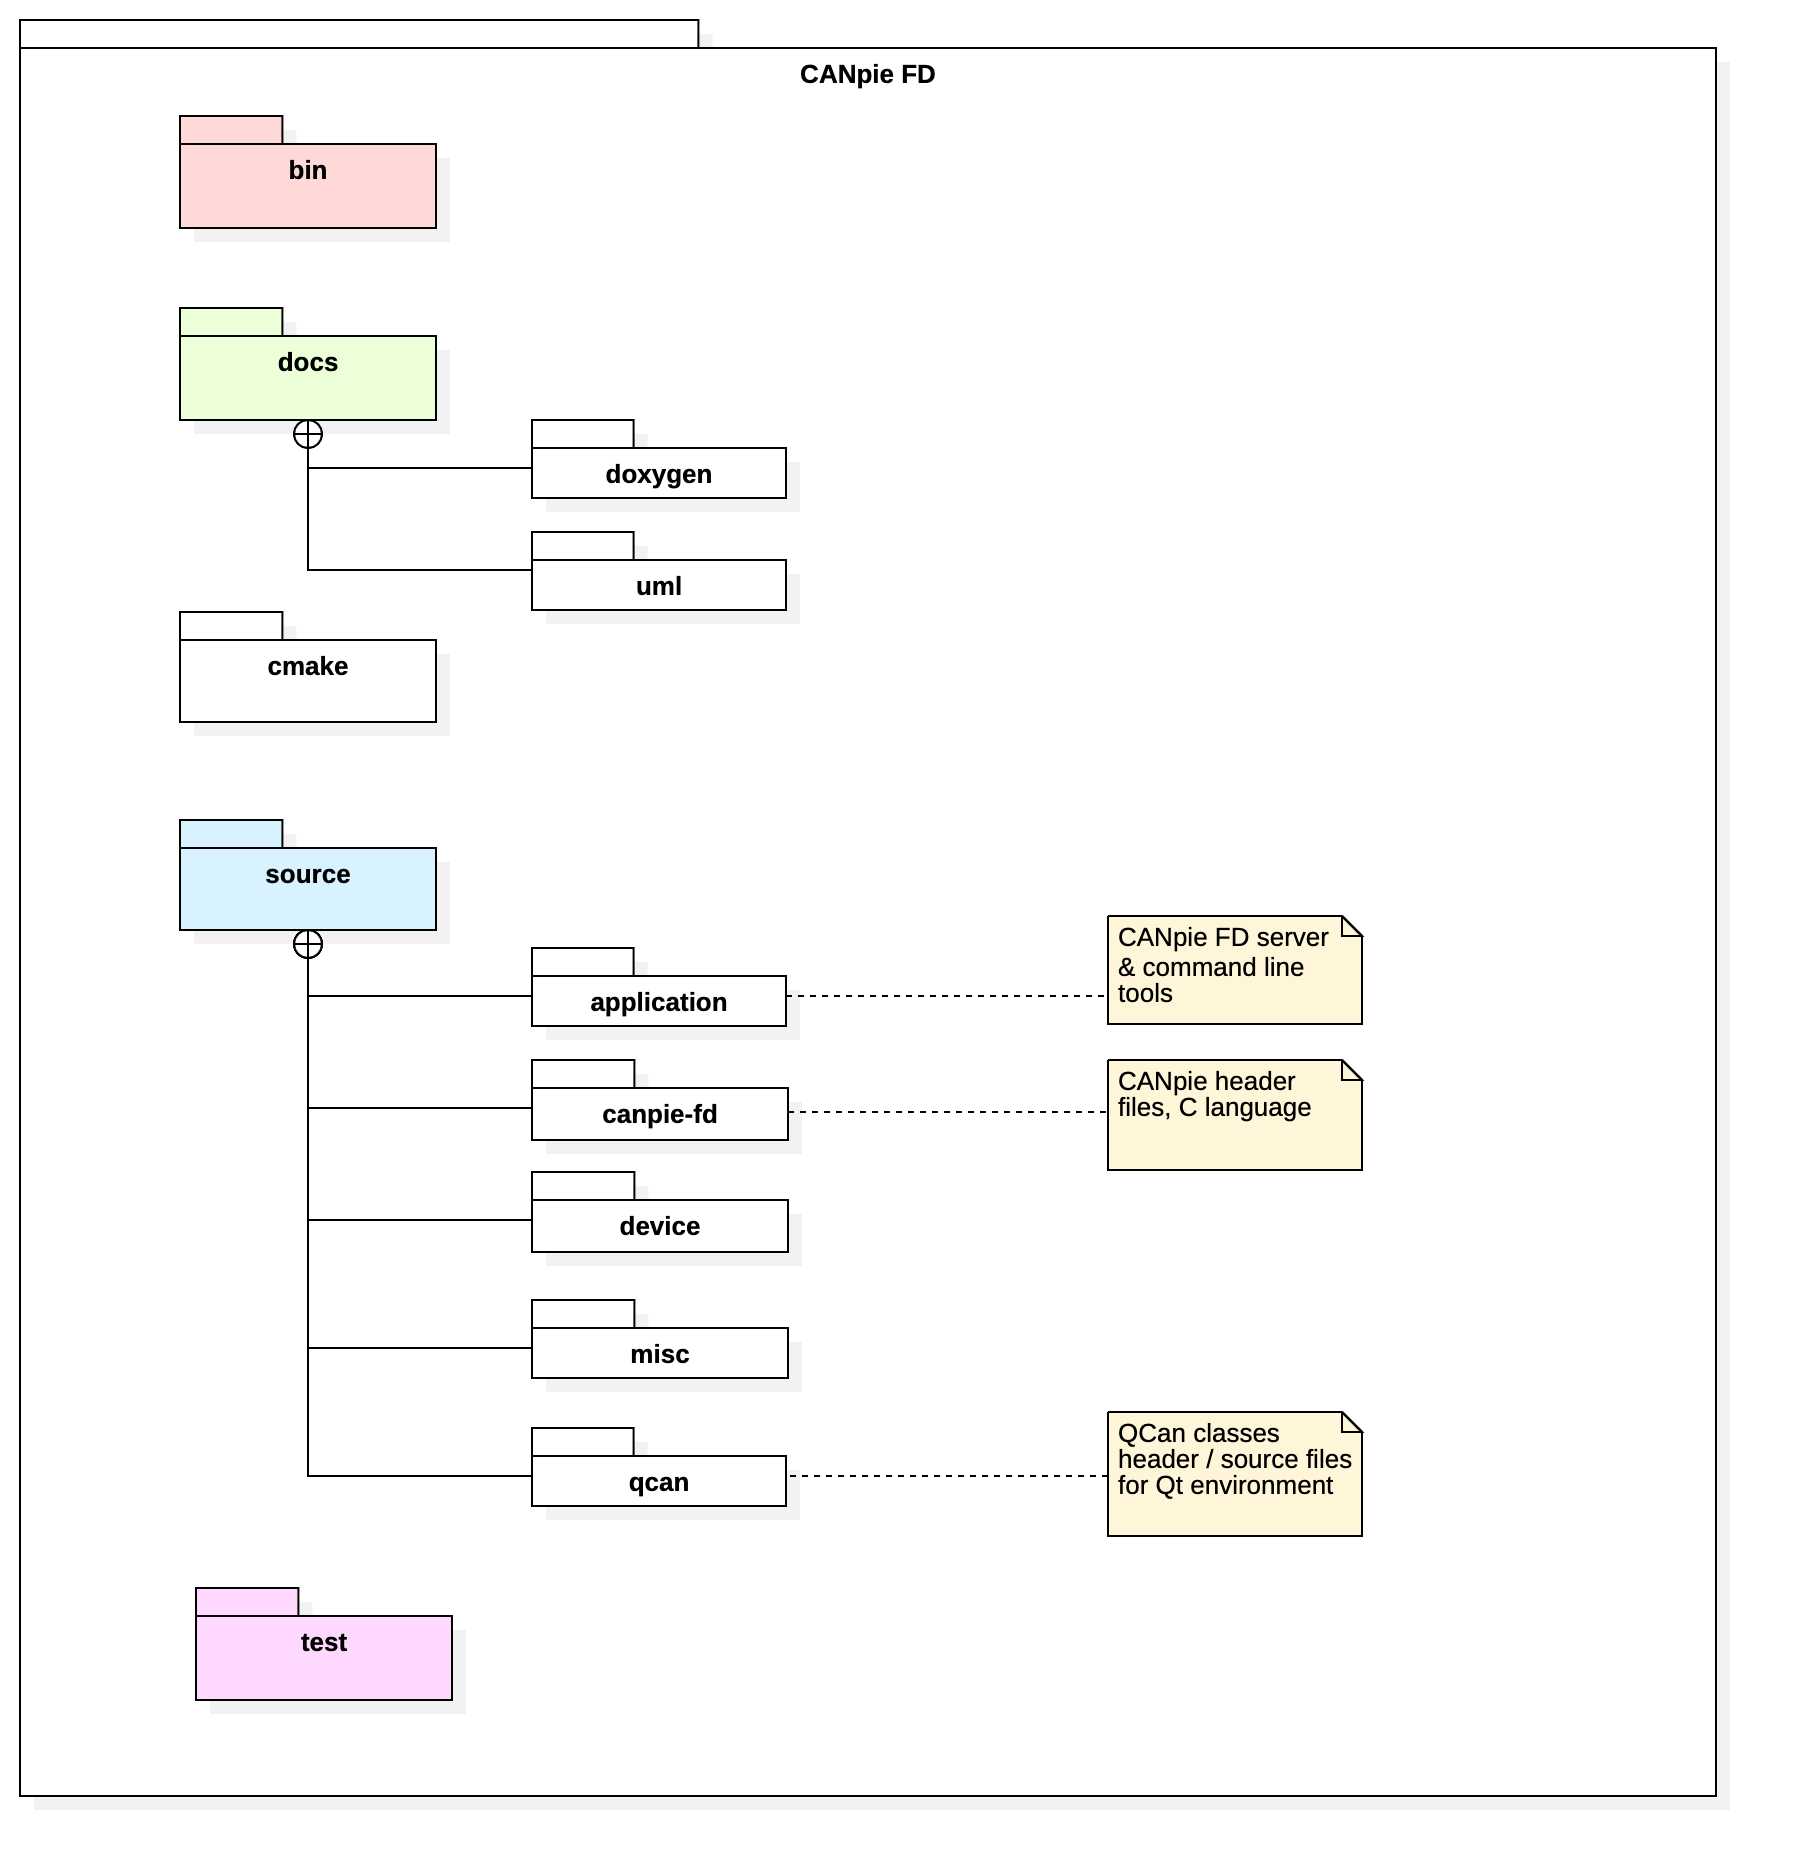 CANpie FD
bin
docs
doxygen
uml
cmake
source
application
CANpie FD server
& command line
tools
canpie-fd
CANpie header
files, C language
device
misc
qcan
QCan classes
header / source files
for Qt environment
test